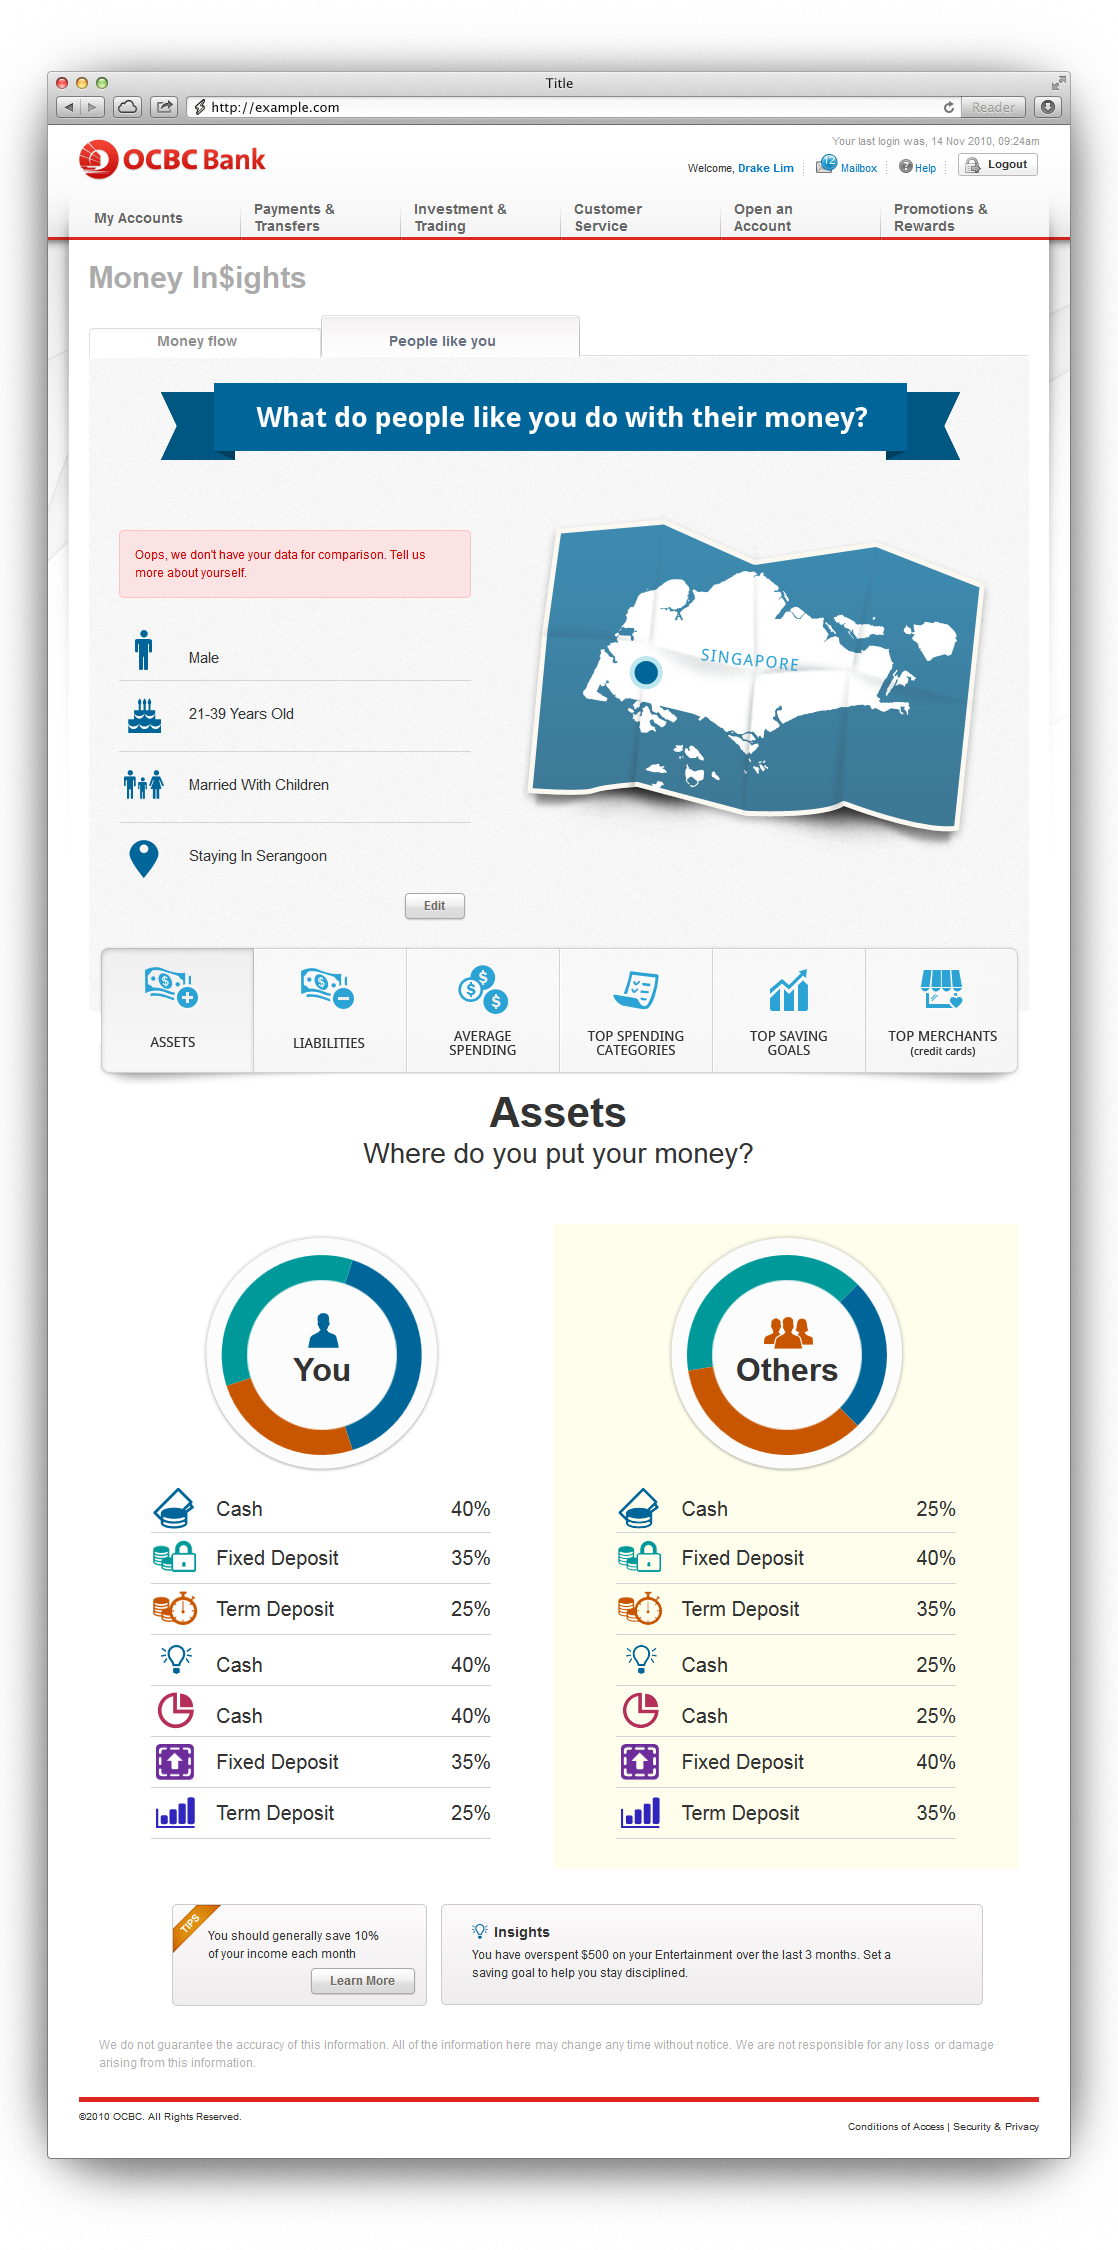 Title
http://example.com
Reader
OCBC Bank
Your last login was, 14 Nov 2010, 09:24am
Welcome, Drake Lim
12
Mailbox
?
Help
Logout
My Accounts
Payments &
Transfers
Investment &
Trading
Customer
Service
Open an
Account
Promotions &
Rewards
Money In$ights
Money flow
People like you
What do people like you do with their money?
Oops, we don't have your data for comparison. Tell us
more about yourself.
Male
21-39 Years Old
Married With Children
Staying In Serangoon
Edit
SINGAPORE
ASSETS
LIABILITIES
AVERAGE
SPENDING
TOP SPENDING
CATEGORIES
TOP SAVING
GOALS
TOP MERCHANTS
(credit cards)
Assets
Where do you put your money?
You
Cash 40%
Fixed Deposit 35%
Term Deposit 25%
Cash 40%
Cash 40%
Fixed Deposit 35%
Term Deposit 25%
Others
Cash 25%
Fixed Deposit 40%
Term Deposit 35%
Cash 25%
Cash 25%
Fixed Deposit 40%
Term Deposit 35%
TIPS
You should generally save 10%
of your income each month
Learn More
Insights
You have overspent $500 on your Entertainment over the last 3 months. Set a
saving goal to help you stay disciplined.
We do not guarantee the accuracy of this information. All of the information here may change any time without notice. We are not responsible for any loss or damage
arising from this information.
©2010 OCBC. All Rights Reserved.
Conditions of Access | Security & Privacy